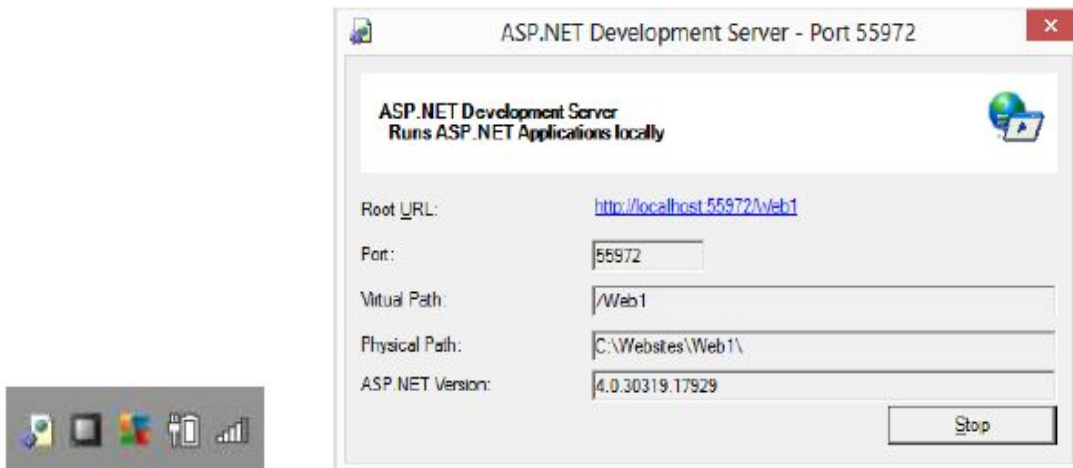 ASP.NET Development Server - Port 55972
ASP.NET Development Server
Runs ASP.NET Applications locally
Root URL: http://localhost:55972/Web1
Port: 55972
Virtual Path: /Web1
Physical Path: C:\Websites\Web1\
ASP.NET Version: 4.0.30319.17929
Stop